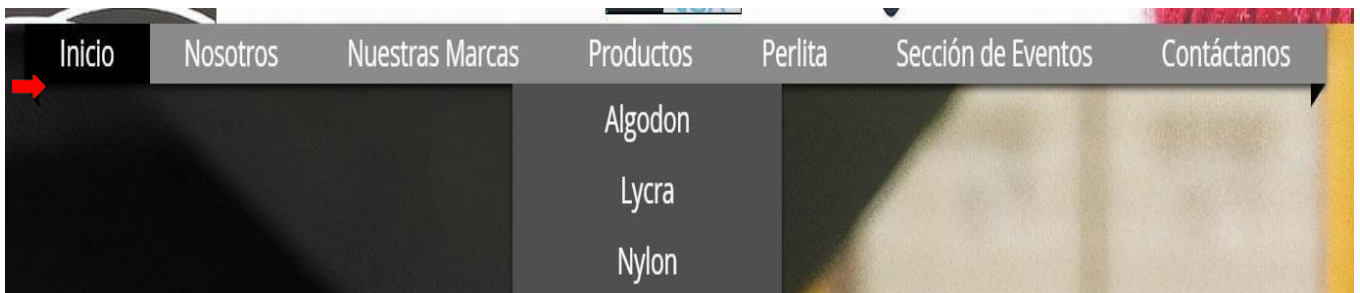 Inicio Nosotros Nuestras Marcas Productos Perlita Sección de Eventos Contáctanos
Algodon
Lycra
Nylon